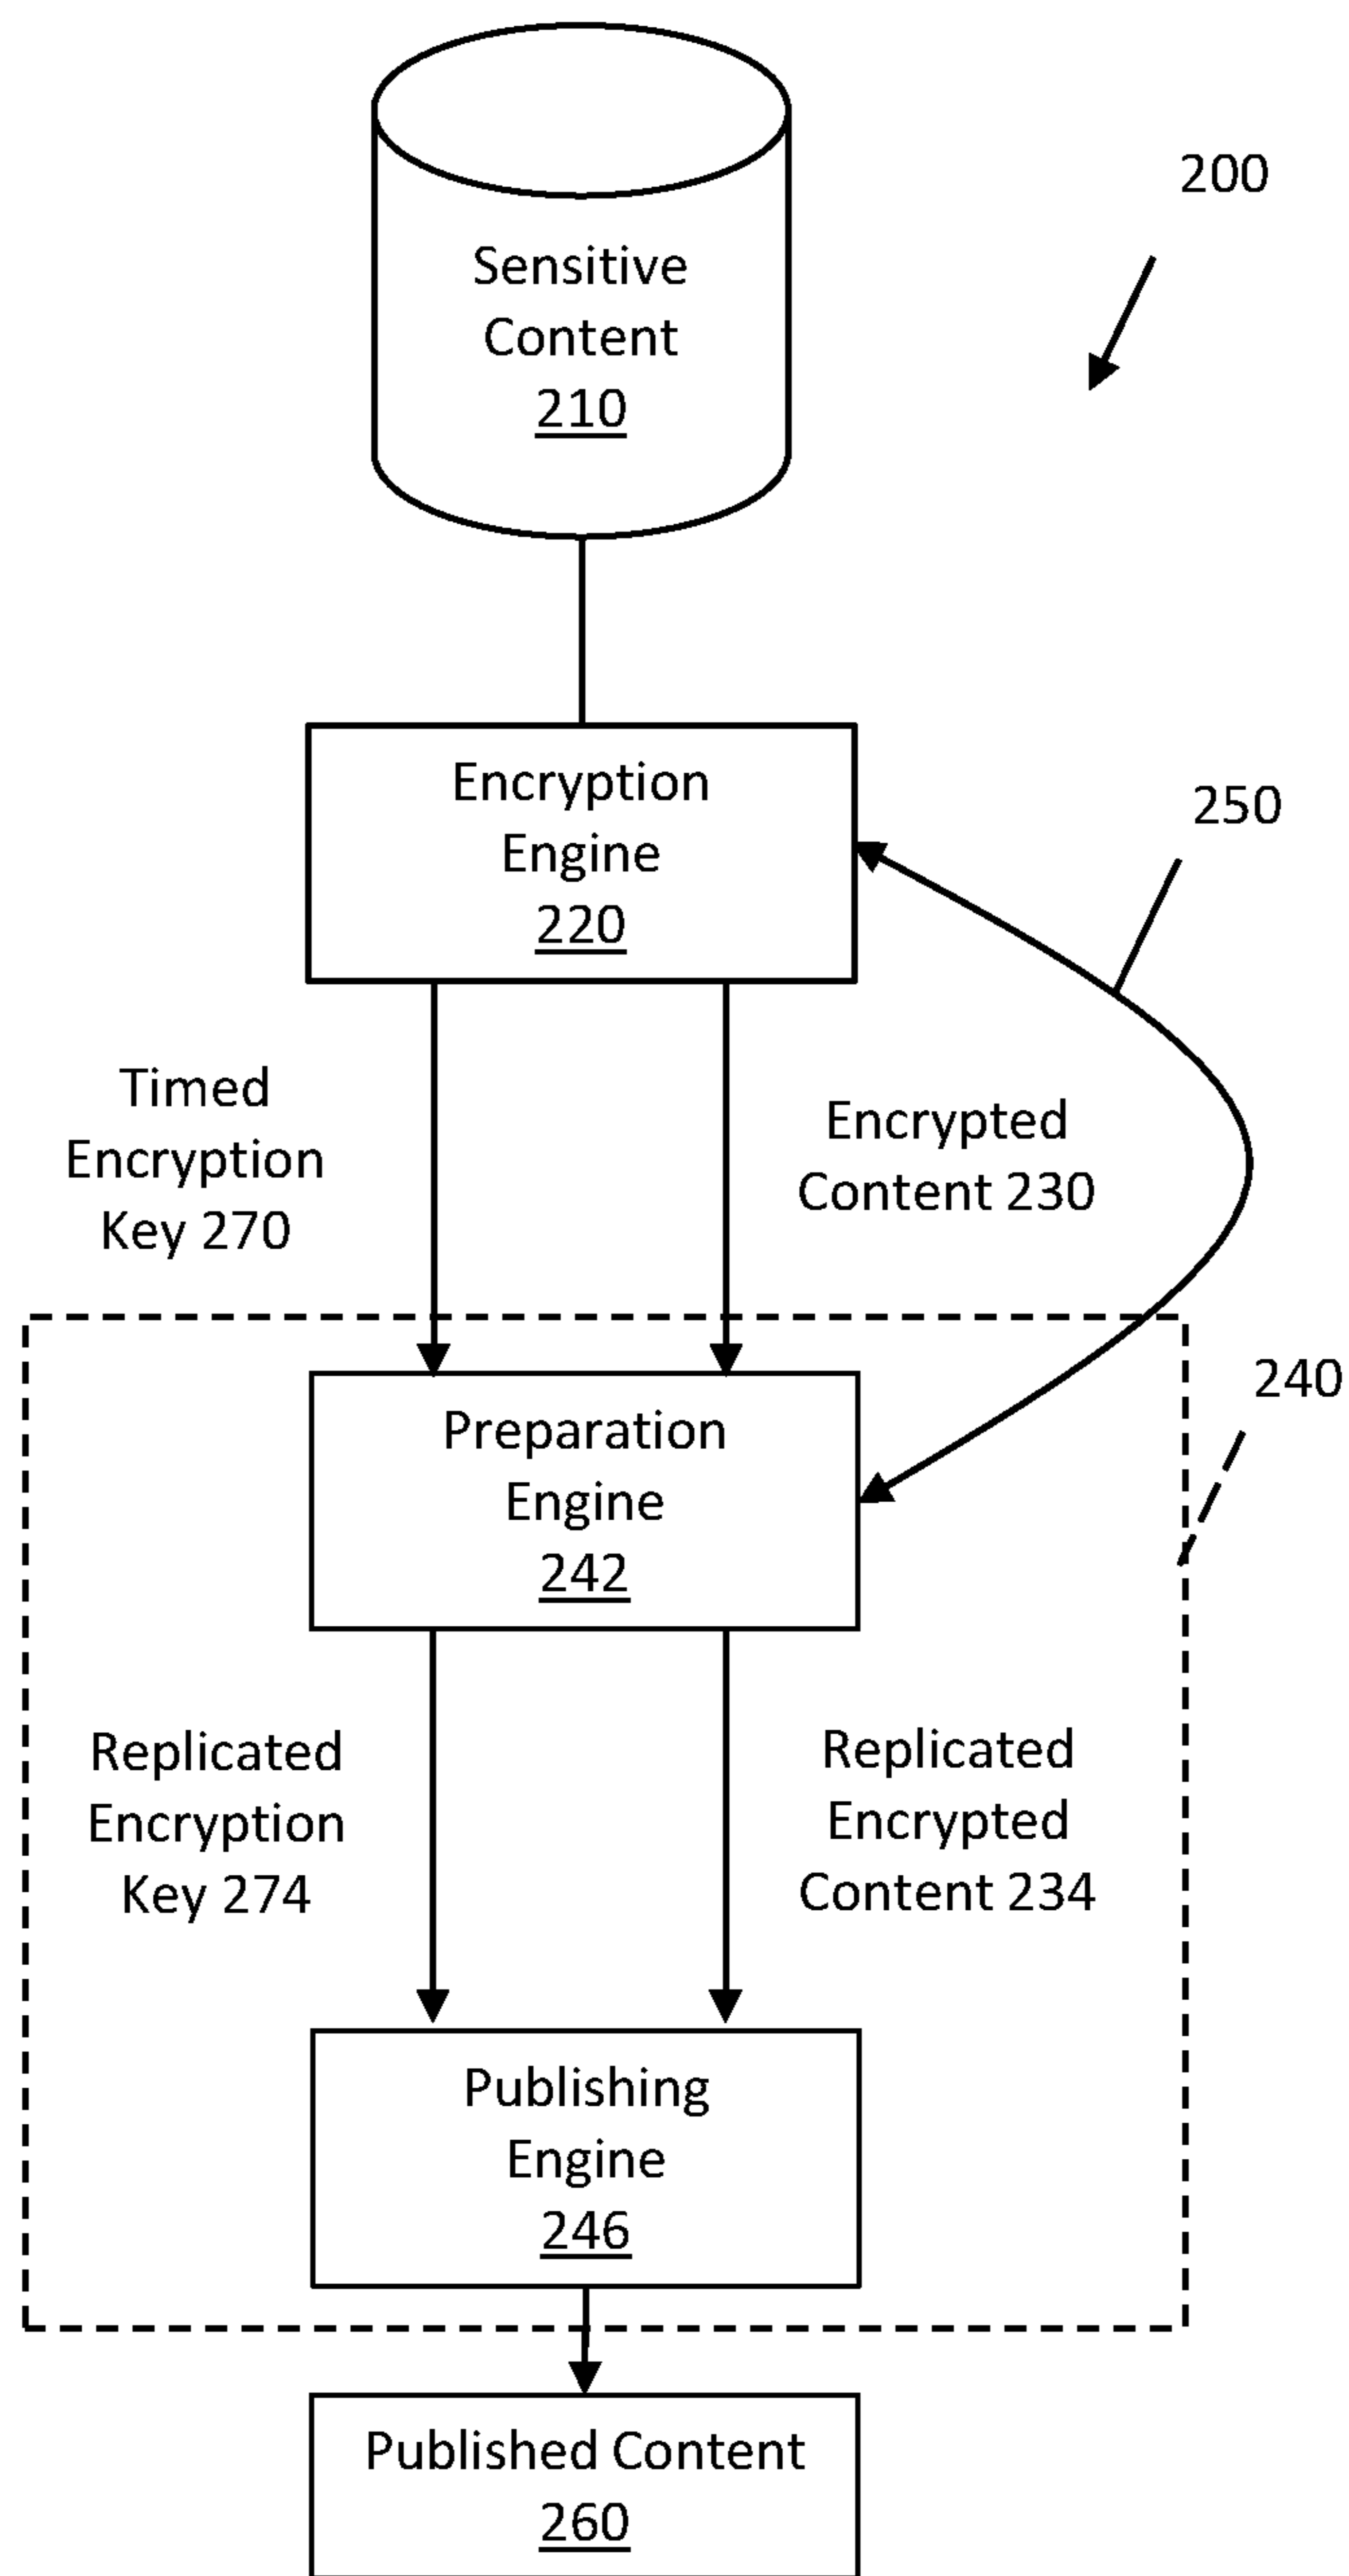 200
Sensitive
Content
210
Encryption
Engine
220
250
Timed
Encryption
Key 270
Encrypted
Content 230
240
Preparation
Engine
242
Replicated
Encryption
Key 274
Replicated
Encrypted
Content 234
Publishing
Engine
246
Published Content
260